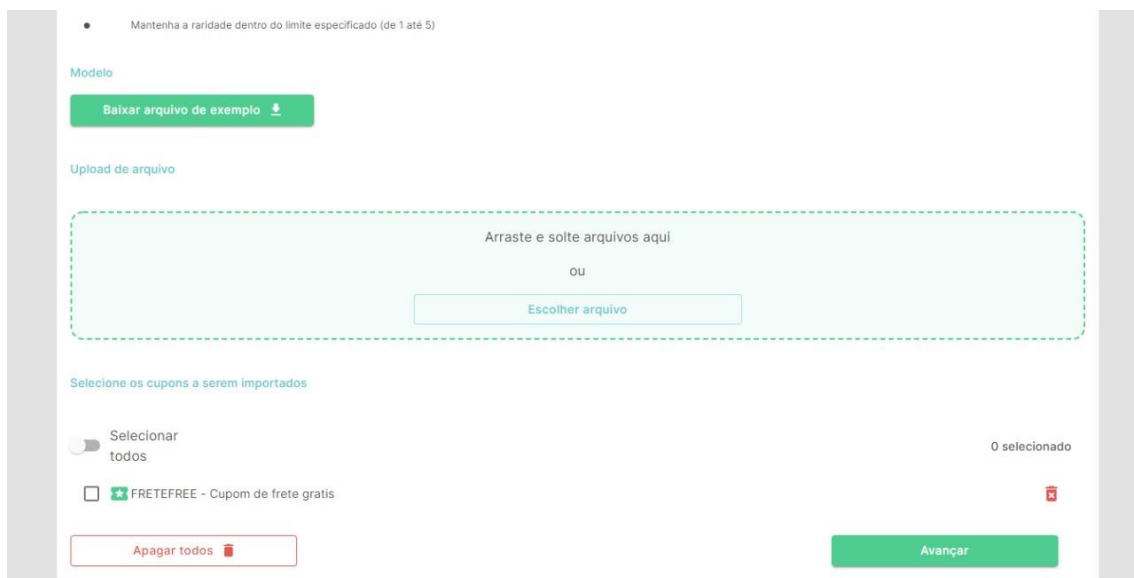 Mantenha a raridade dentro do limite especificado (de 1 até 5)
Modelo
Baixar arquivo de exemplo
Upload de arquivo
Arraste e solte arquivos aqui
ou
Escolher arquivo
Selecione os cupons a serem importados
Selecionar
todos
0 selecionado
FRETEFREE - Cupom de frete gratis
Apagar todos
Avançar